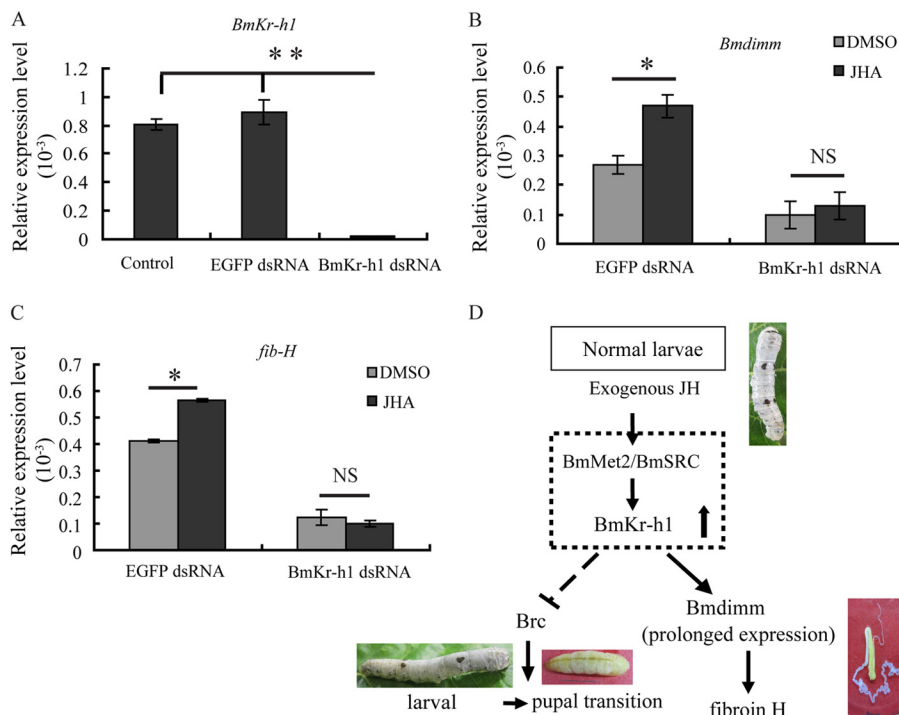 A
BmKr-h1
**
Relative expression level
(10-3)
1.2
1
0.8
0.6
0.4
0.2
0
Control
EGFP dsRNA
BmKr-h1 dsRNA
B
Bmdimm
DMSO
JHA
*
NS
Relative expression level
(10-3)
0.6
0.5
0.4
0.3
0.2
0.1
0
EGFP dsRNA
BmKr-h1 dsRNA
C
fib-H
DMSO
JHA
*
NS
Relative expression level
(10-3)
0.7
0.6
0.5
0.4
0.3
0.2
0.1
0
EGFP dsRNA
BmKr-h1 dsRNA
D
Normal larvae
Exogenous JH
BmMet2/BmSRC
BmKr-h1
Brc
Bmdimm
(prolonged expression)
larval
pupal transition
fibroin H